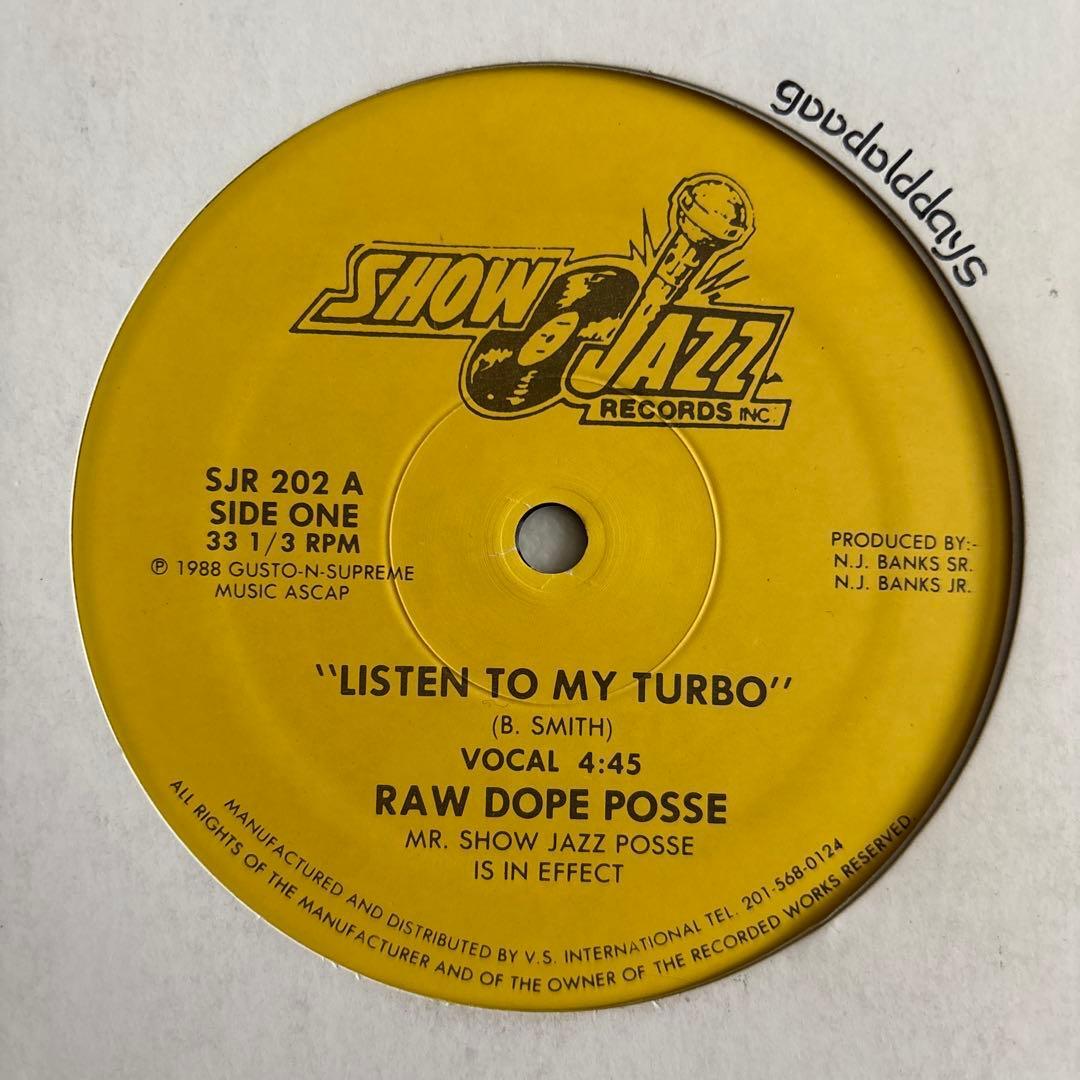 gooddolddays
SHOW JAZZ
RECORDS INC.
SJR 202 A
SIDE ONE
33 1/3 RPM
℗ 1988 GUSTO-N-SUPREME
MUSIC ASCAP
PRODUCED BY:-
N.J. BANKS SR.
N.J. BANKS JR.
"LISTEN TO MY TURBO"
(B. SMITH)
VOCAL 4:45
RAW DOPE POSSE
MR. SHOW JAZZ POSSE
IS IN EFFECT
MANUFACTURED AND DISTRIBUTED BY V.S. INTERNATIONAL TEL. 201-568-0124
ALL RIGHTS OF THE MANUFACTURER AND OF THE OWNER OF THE RECORDED WORKS RESERVED.